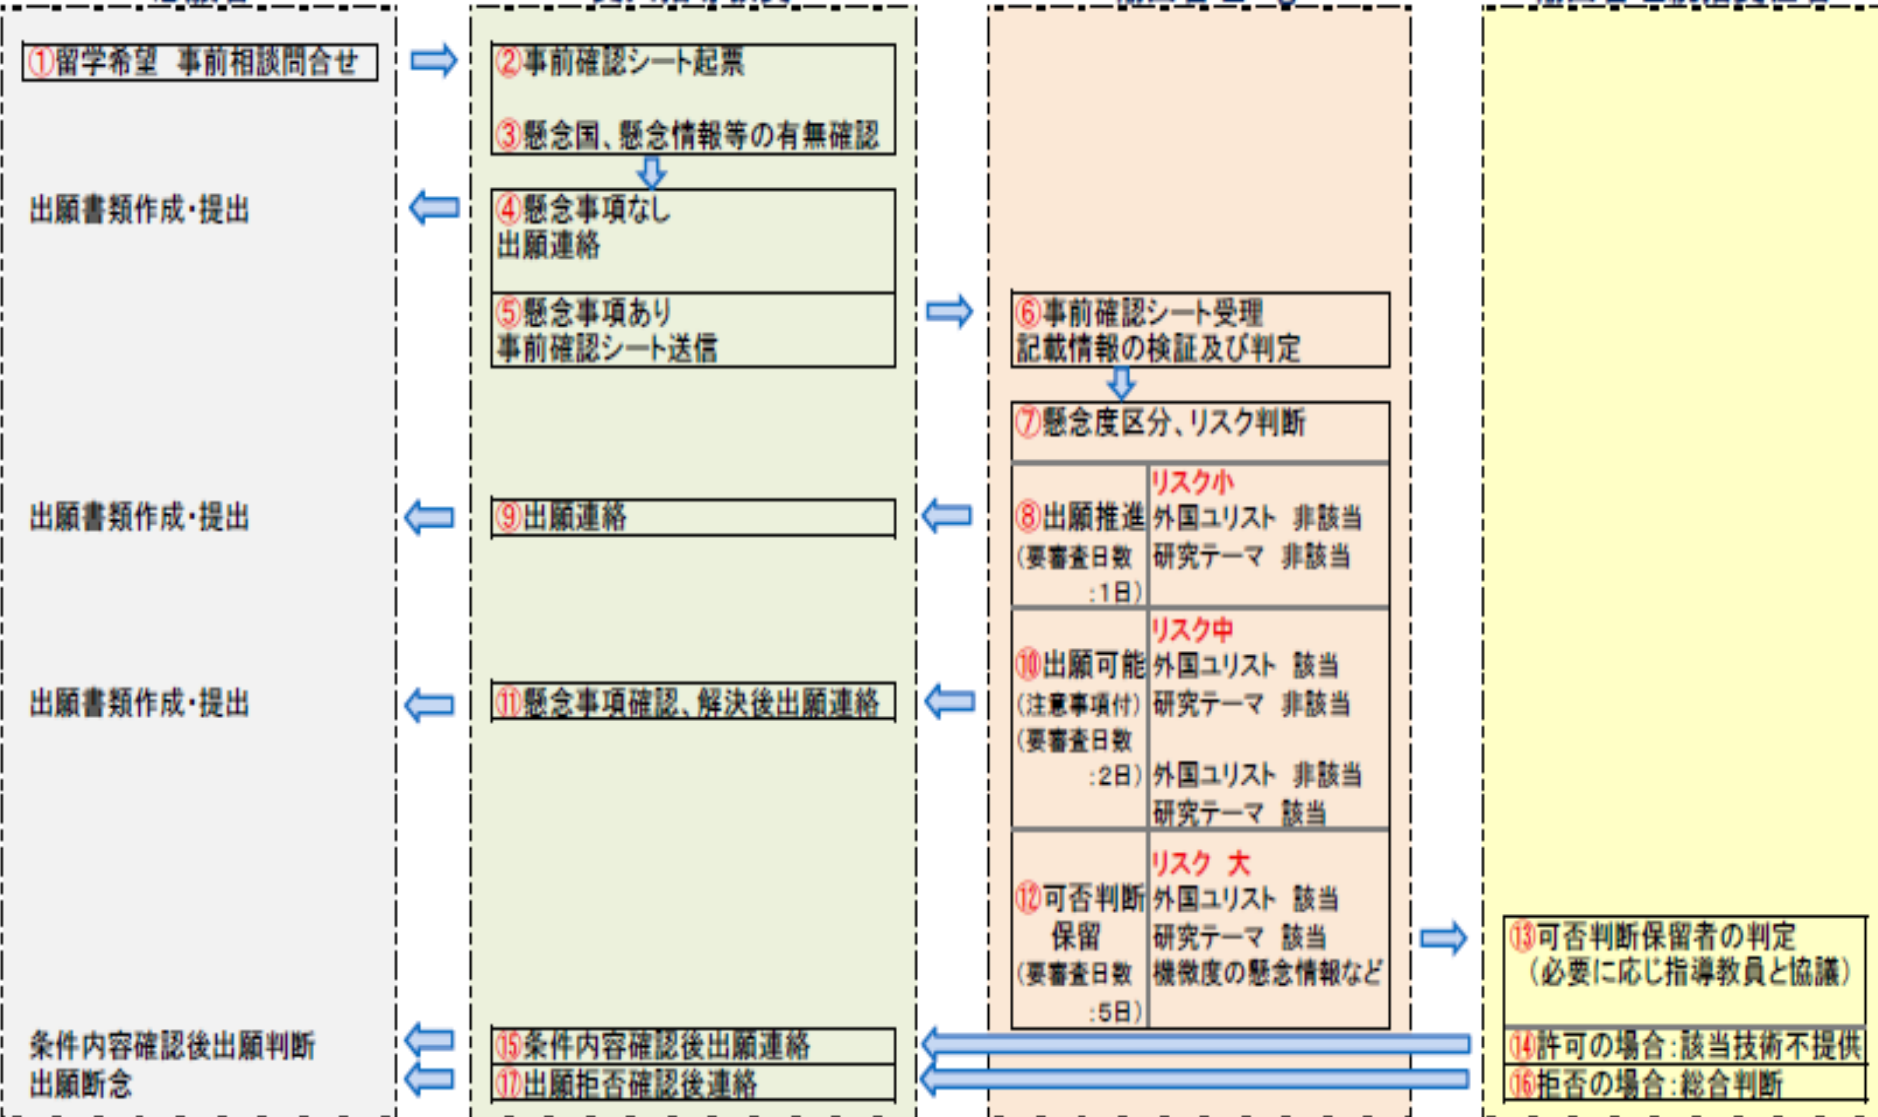 ①留学希望 事前相談問合せ
②事前確認シート起票
③懸念国、懸念情報等の有無確認
出願書類作成・提出
④懸念事項なし
出願連絡
⑤懸念事項あり
事前確認シート送信
⑥事前確認シート受理
記載情報の検証及び判定
⑦懸念度区分、リスク判断
出願書類作成・提出
⑨出願連絡
⑧出願推進
(要審査日数
:1日)
リスク小
外国ユリスト 非該当
研究テーマ 非該当
出願書類作成・提出
⑪懸念事項確認、解決後出願連絡
⑩出願可能
(注意事項付)
(要審査日数
:2日)
リスク中
外国ユリスト 該当
研究テーマ 非該当
外国ユリスト 非該当
研究テーマ 該当
⑫可否判断
保留
(要審査日数
:5日)
リスク 大
外国ユリスト 該当
研究テーマ 該当
機微度の懸念情報など
⑬可否判断保留者の判定
(必要に応じ指導教員と協議)
条件内容確認後出願判断
⑮条件内容確認後出願連絡
⑭許可の場合:該当技術不提供
出願断念
⑰出願拒否確認後連絡
⑯拒否の場合:総合判断